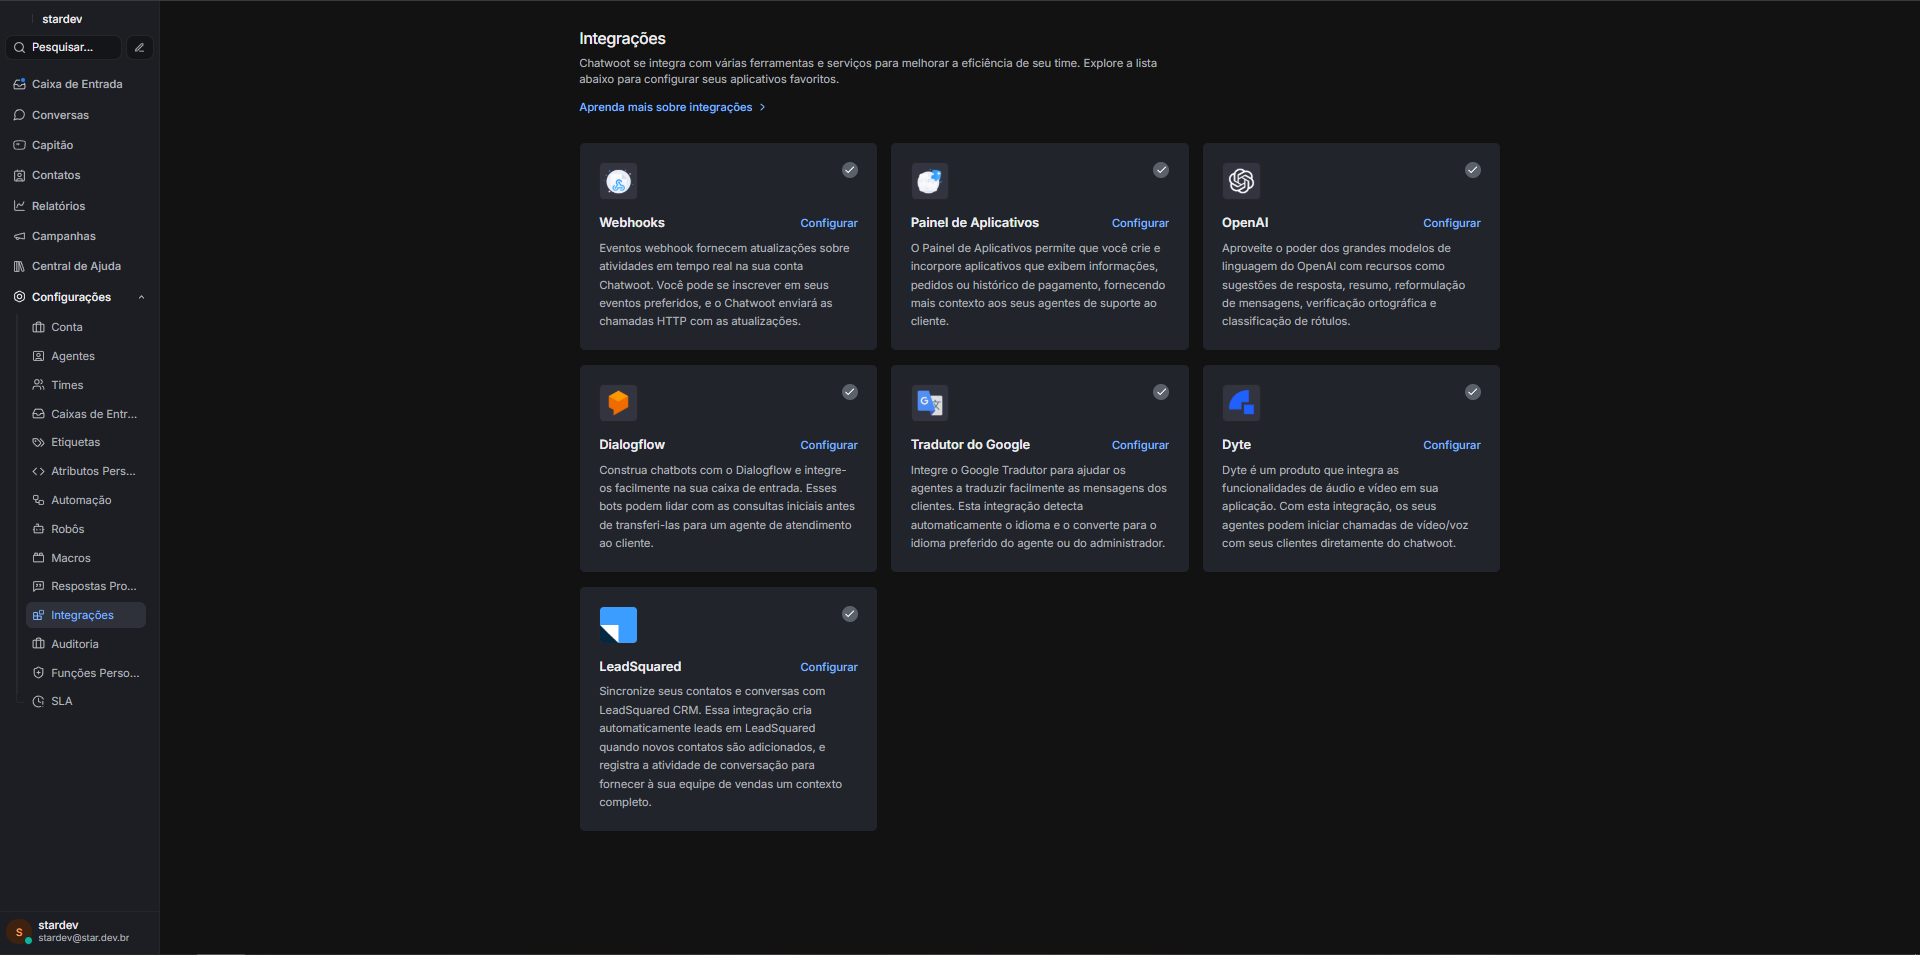 stardev
Pesquisar...
Caixa de Entrada
Conversas
Capitão
Contatos
Relatórios
Campanhas
Central de Ajuda
Configurações
Conta
Agentes
Times
Caixas de Entr...
Etiquetas
Atributos Pers...
Automação
Robôs
Macros
Respostas Pro...
Integrações
Auditoria
Funções Perso...
SLA
S
stardev
stardev@star.dev.br
Integrações
Chatwoot se integra com várias ferramentas e serviços para melhorar a eficiência de seu time. Explore a lista
abaixo para configurar seus aplicativos favoritos.
Aprenda mais sobre integrações
Webhooks Configurar
Eventos webhook fornecem atualizações sobre
atividades em tempo real na sua conta
Chatwoot. Você pode se inscrever em seus
eventos preferidos, e o Chatwoot enviará as
chamadas HTTP com as atualizações.
Painel de Aplicativos Configurar
O Painel de Aplicativos permite que você crie e
incorpore aplicativos que exibem informações,
pedidos ou histórico de pagamento, fornecendo
mais contexto aos seus agentes de suporte ao
cliente.
OpenAI Configurar
Aproveite o poder dos grandes modelos de
linguagem do OpenAI com recursos como
sugestões de resposta, resumo, reformulação
de mensagens, verificação ortográfica e
classificação de rótulos.
Dialogflow Configurar
Construa chatbots com o Dialogflow e integre-
os facilmente na sua caixa de entrada. Esses
bots podem lidar com as consultas iniciais antes
de transferi-las para um agente de atendimento
ao cliente.
G
Tradutor do Google Configurar
Integre o Google Tradutor para ajudar os
agentes a traduzir facilmente as mensagens dos
clientes. Esta integração detecta
automaticamente o idioma e o converte para o
idioma preferido do agente ou do administrador.
Dyte Configurar
Dyte é um produto que integra as
funcionalidades de áudio e vídeo em sua
aplicação. Com esta integração, os seus
agentes podem iniciar chamadas de vídeo/voz
com seus clientes diretamente do chatwoot.
LeadSquared Configurar
Sincronize seus contatos e conversas com
LeadSquared CRM. Essa integração cria
automaticamente leads em LeadSquared
quando novos contatos são adicionados, e
registra a atividade de conversação para
fornecer à sua equipe de vendas um contexto
completo.